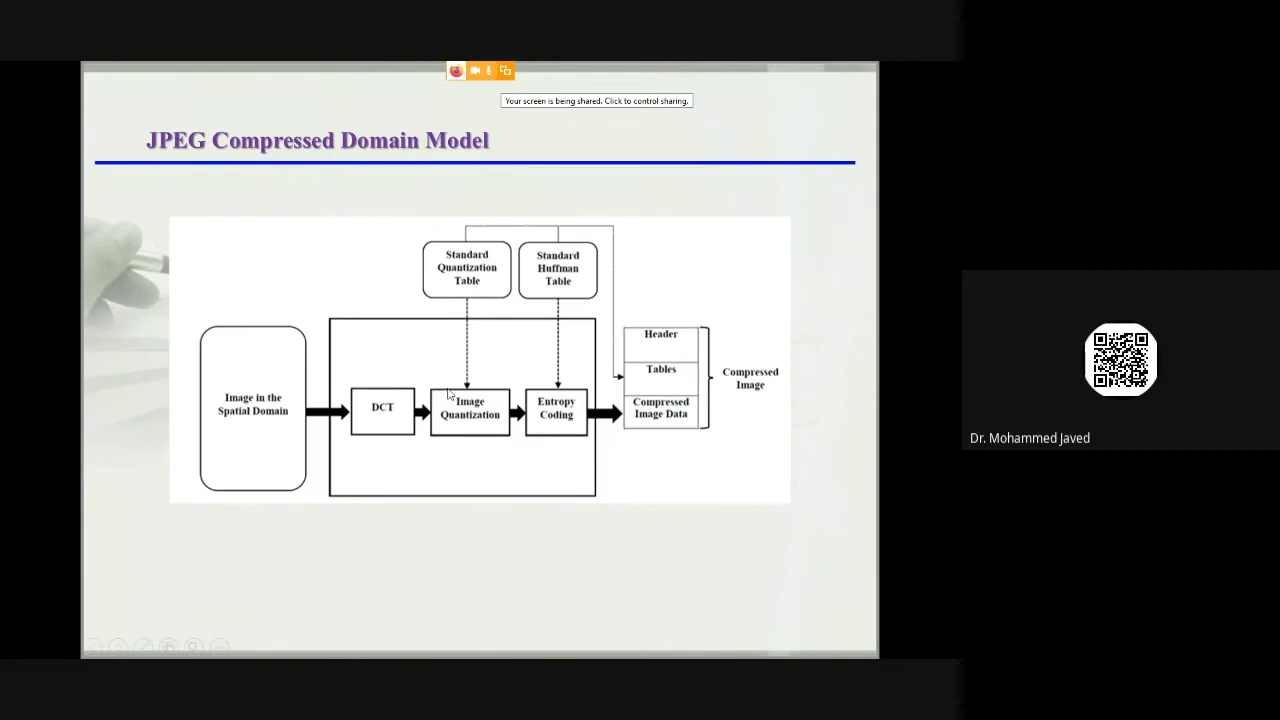 Your screen is being shared. Click to control sharing.
JPEG Compressed Domain Model
Standard
Quantization
Table
Standard
Huffman
Table
Image in the
Spatial Domain
DCT
Image
Quantization
Entropy
Coding
Header
Tables
Compressed
Image Data
Compressed
Image
Dr. Mohammed Javed